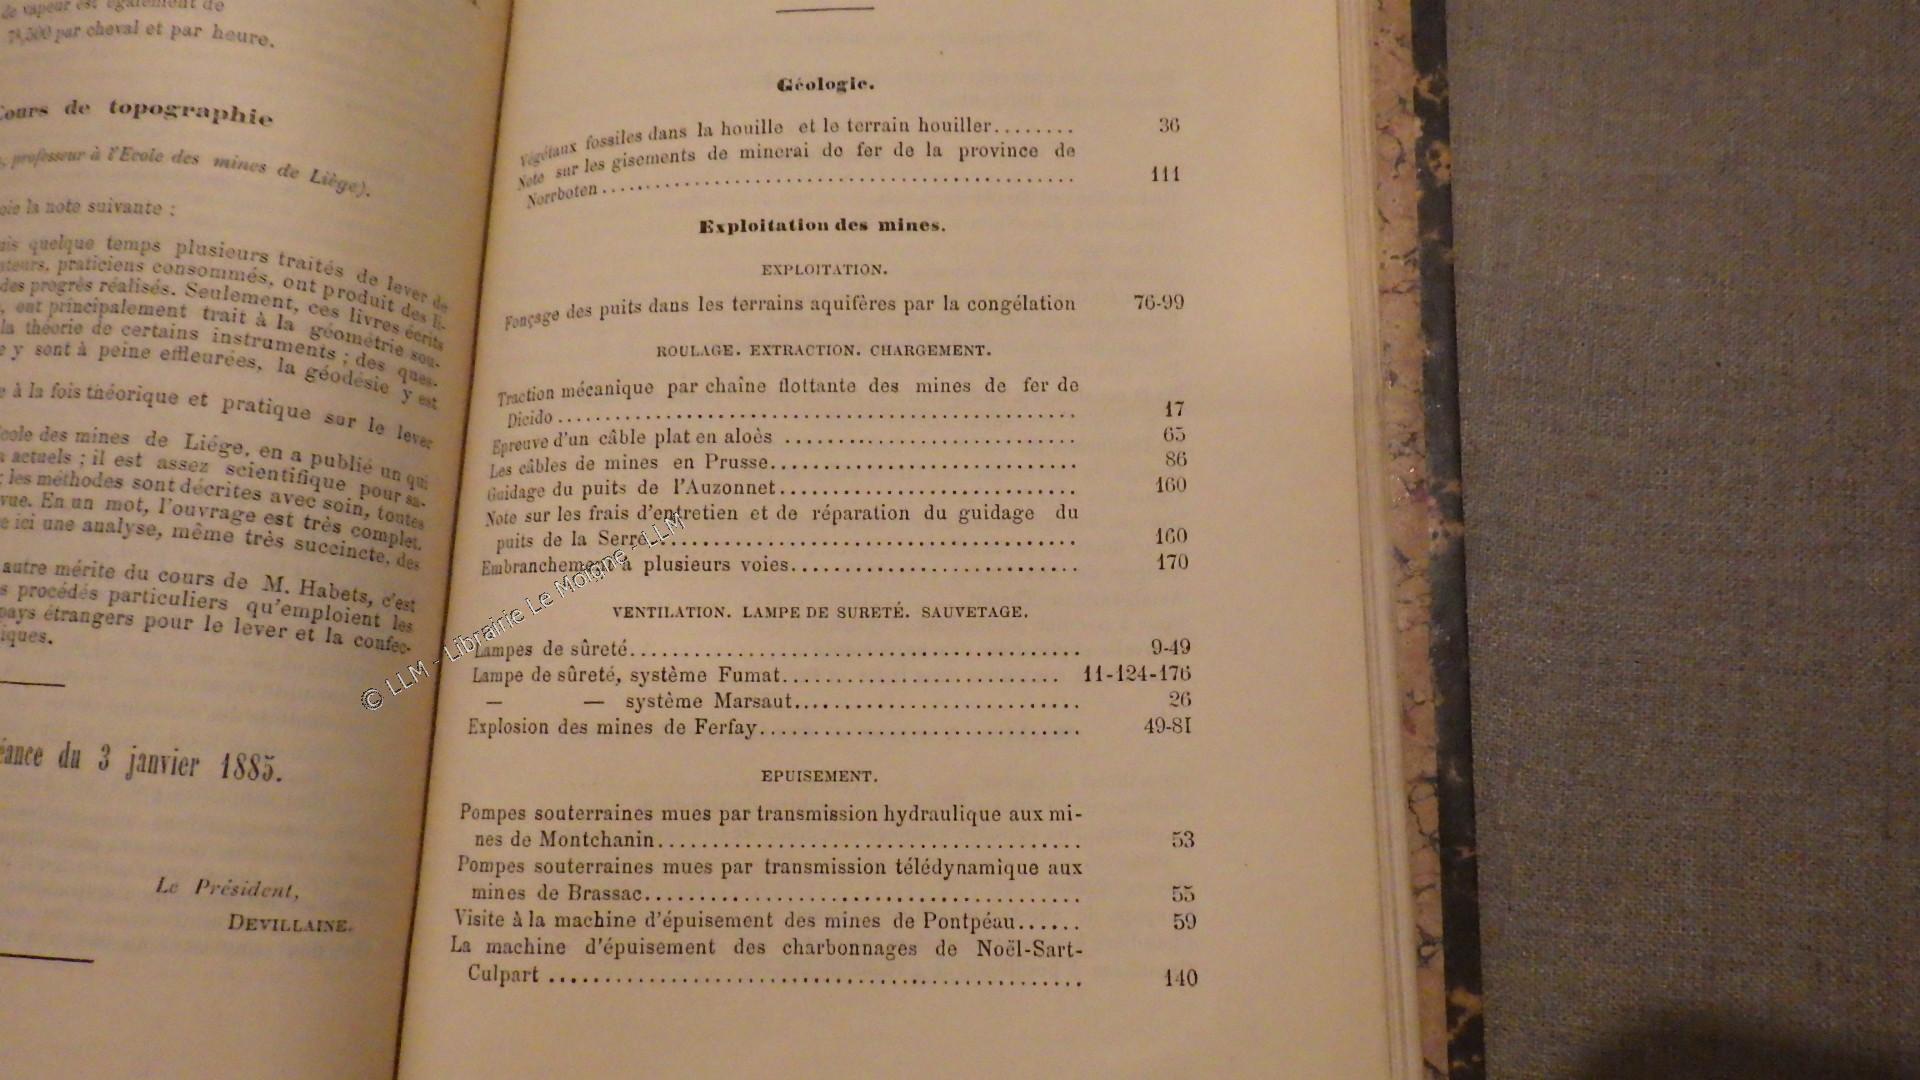 de vapeur est également de
78,500 par cheval et par heure.
Cours de topographie
professeur à l'Ecole des mines de Liège).
la note suivante :
quelque temps plusieurs traités de lever de
praticiens consommés, ont produit des li-
des progrès réalisés. Seulement, ces livres écrits
ont principalement trait à la géométrie sou-
la théorie de certains instruments ; des ques-
y sont à peine effleurées, la géodésie y est
à la fois théorique et pratique sur le lever
école des mines de Liége, en a publié un qui
actuels ; il est assez scientifique pour sa-
les méthodes sont décrites avec soin, toutes
vue. En un mot, l'ouvrage est très complet.
ici une analyse, même très succincte, des
autre mérite du cours de M. Habets, c'est
procédés particuliers qu'emploient les
pays étrangers pour le lever et la confec-
iques.
éance du 3 janvier 1885.
Le Président,
DEVILLAINE.
Géologie.
Végétaux fossiles dans la houille et le terrain houiller........ 36
Note sur les gisements de minerai de fer de la province de
Norrboten................................................ 111
Exploitation des mines.
EXPLOITATION.
Fonçage des puits dans les terrains aquifères par la congélation 76-99
ROULAGE. EXTRACTION. CHARGEMENT.
Traction mécanique par chaîne flottante des mines de fer de
Dicido.................................................... 17
Epreuve d'un câble plat en aloès ............................ 65
Les câbles de mines en Prusse............................. 86
Guidage du puits de l'Auzonnet............................ 160
Note sur les frais d'entretien et de réparation du guidage du
puits de la Serre.......................................... 160
Embranchement à plusieurs voies........................... 170
VENTILATION. LAMPE DE SURETÉ. SAUVETAGE.
Lampes de sûreté........................................... 9-49
Lampe de sûreté, système Fumat.......................... 11-124-176
— — système Marsaut............................ 26
Explosion des mines de Ferfay.............................. 49-81
EPUISEMENT.
Pompes souterraines mues par transmission hydraulique aux mi-
nes de Montchanin......................................... 53
Pompes souterraines mues par transmission télédynamique aux
mines de Brassac.......................................... 55
Visite à la machine d'épuisement des mines de Pontpéau...... 59
La machine d'épuisement des charbonnages de Noël-Sart-
Culpart .................................................... 140
© LLM - Librairie Le Moigne - LLM